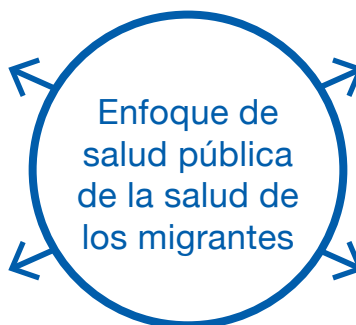 Enfoque de
salud pública
de la salud de
los migrantes